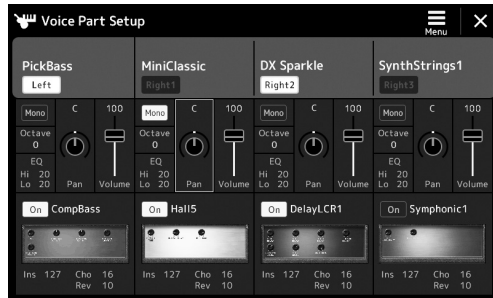 Voice Part Setup
Menu
PickBass MiniClassic DX Sparkle SynthStrings1
Left Right1 Right2 Right3
Mono C 100 Mono C 100 Mono C 100 Mono C 100
Octave Octave Octave Octave
0 0 0 0
EQ EQ EQ EQ
Hi 20 Hi 20 Hi 20 Hi 20
Lo 20 Pan Volume Lo 20 Pan Volume Lo 20 Pan Volume Lo 20 Pan Volume
On CompBass On Hall5 On DelayLCR1 On Symphonic1
Ins 127 Cho 16 Ins 127 Cho 16 Ins 127 Cho 16 Ins 127 Cho 16
Rev 10 Rev 10 Rev 10 Rev 10